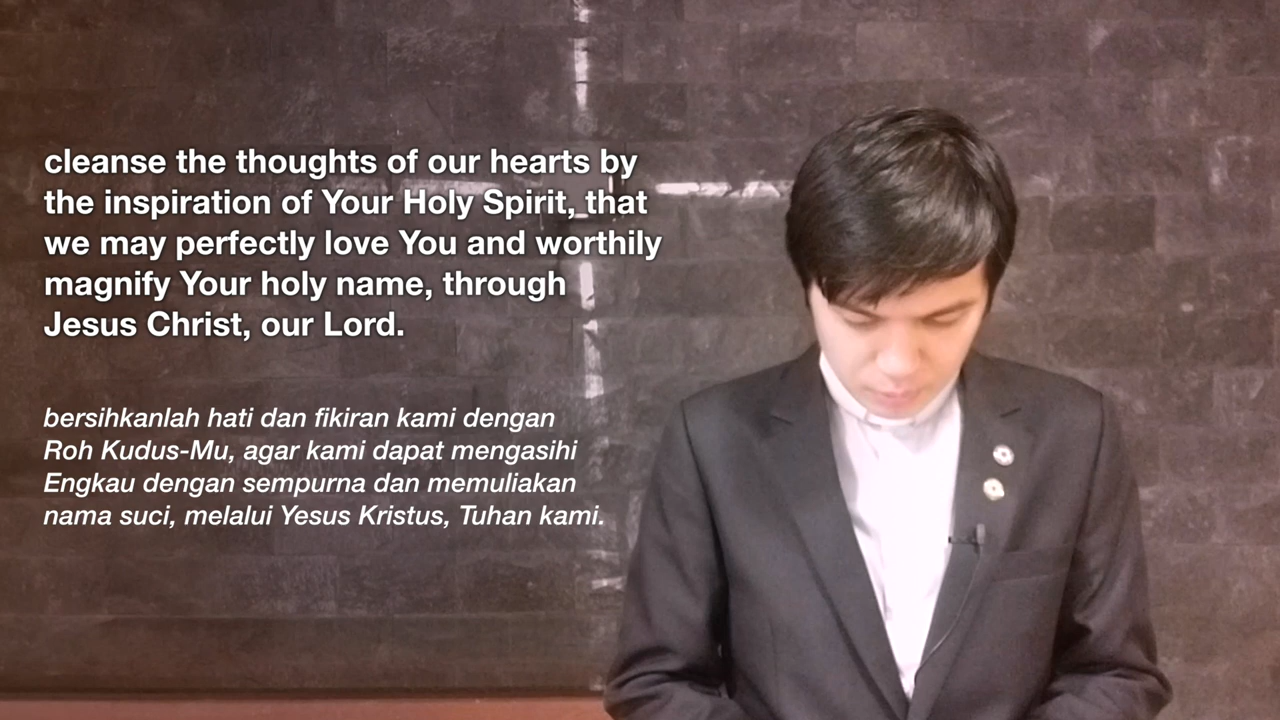 cleanse the thoughts of our hearts by
the inspiration of Your Holy Spirit, that
we may perfectly love You and worthily
magnify Your holy name, through
Jesus Christ, our Lord.
bersihkanlah hati dan fikiran kami dengan
Roh Kudus-Mu, agar kami dapat mengasihi
Engkau dengan sempurna dan memuliakan
nama suci, melalui Yesus Kristus, Tuhan kami.